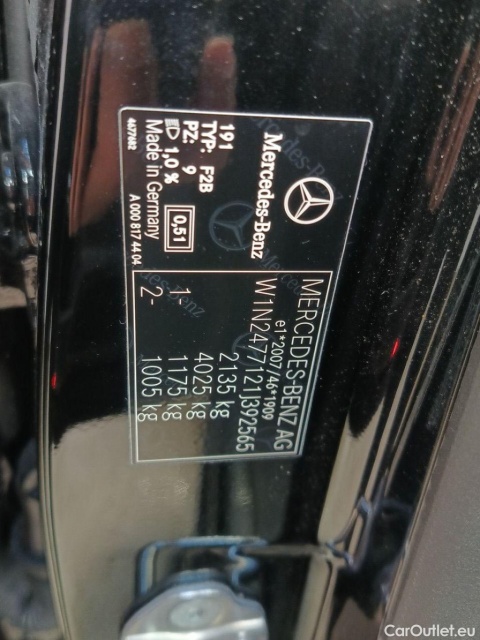 MERCEDES-BENZ AG
e1*2007/46*1909
W1N2477121J392565
2135 kg
4025 kg
1- 1175 kg
2- 1005 kg
Mercedes-Benz
191
TYP: F2B
PZ: 9
1,0 % 0,51
Made in Germany
4477682 A 000 817 44 04
CarOutlet.eu